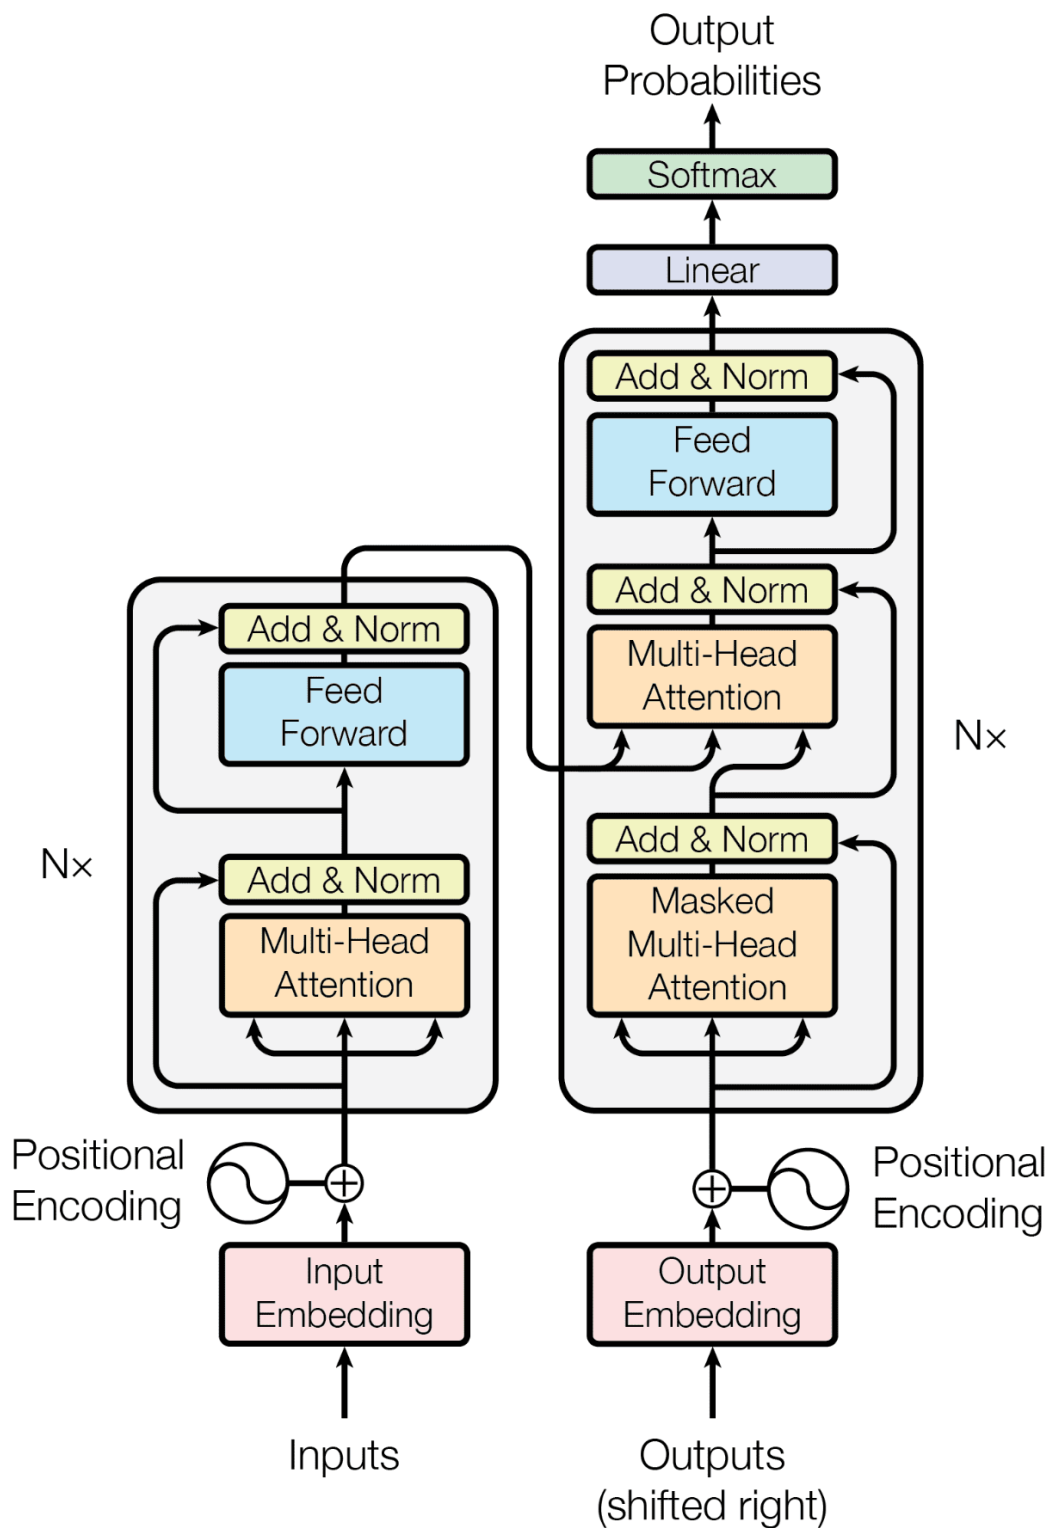 Output
Probabilities
Softmax
Linear
Add & Norm
Feed
Forward
Add & Norm
Multi-Head
Attention
Add & Norm
Masked
Multi-Head
Attention
N×
Add & Norm
Feed
Forward
Add & Norm
Multi-Head
Attention
N×
Positional
Encoding
Positional
Encoding
Input
Embedding
Output
Embedding
Inputs
Outputs
(shifted right)